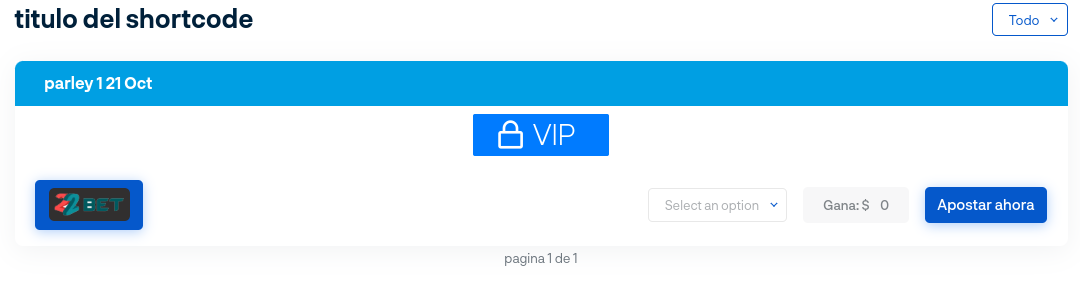 titulo del shortcode
Todo
parley 1 21 Oct
VIP
22BET
Select an option
Gana: $ 0
Apostar ahora
pagina 1 de 1